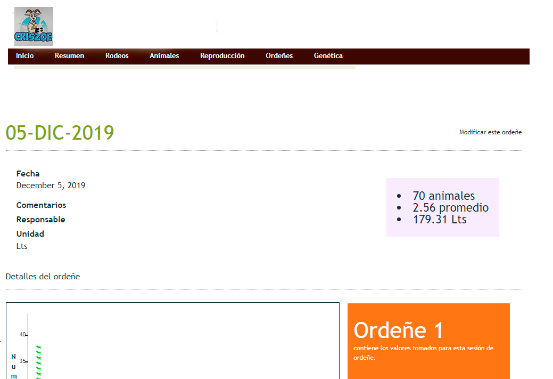 CRISZOE
Inicio Resumen Rodeos Animales Reproducción Ordeñes Genética
05-DIC-2019
Modificar este ordeñe
Fecha
December 5, 2019
Comentarios
Responsable
Unidad
Lts
• 70 animales
• 2.56 promedio
• 179.31 Lts
Detalles del ordeñe
40
35
N
u
m
Ordeñe 1
contiene los valores tomados para esta sesión de
ordeñe.